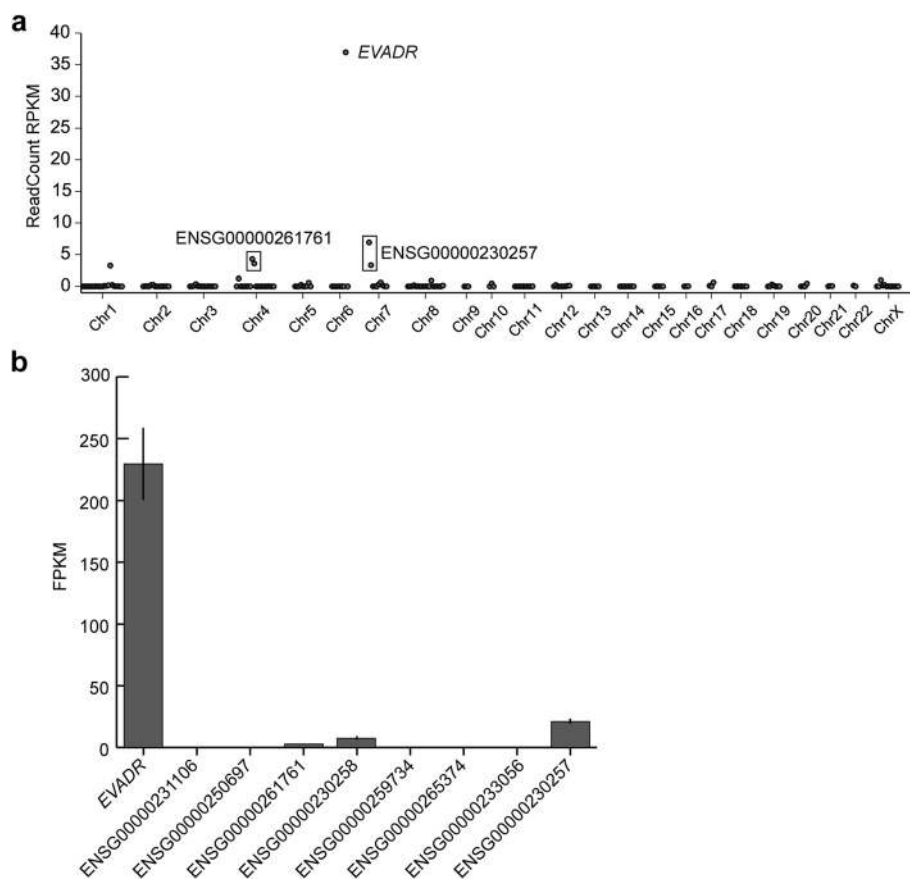 a
ReadCount RPKM
40
35
30
25
20
15
10
5
0
EVADR
ENSG00000261761
ENSG00000230257
Chr1
Chr2
Chr3
Chr4
Chr5
Chr6
Chr7
Chr8
Chr9
Chr10
Chr11
Chr12
Chr13
Chr14
Chr15
Chr16
Chr17
Chr18
Chr19
Chr20
Chr21
Chr22
ChrX
b
FPKM
300
250
200
150
100
50
0
EVADR
ENSG00000231106
ENSG00000250697
ENSG00000261761
ENSG00000230258
ENSG00000259734
ENSG00000265374
ENSG00000233056
ENSG00000230257